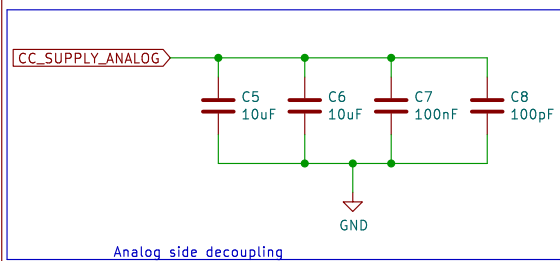 CC_SUPPLY_ANALOG
C5
10uF
C6
10uF
C7
100nF
C8
100pF
GND
Analog side decoupling